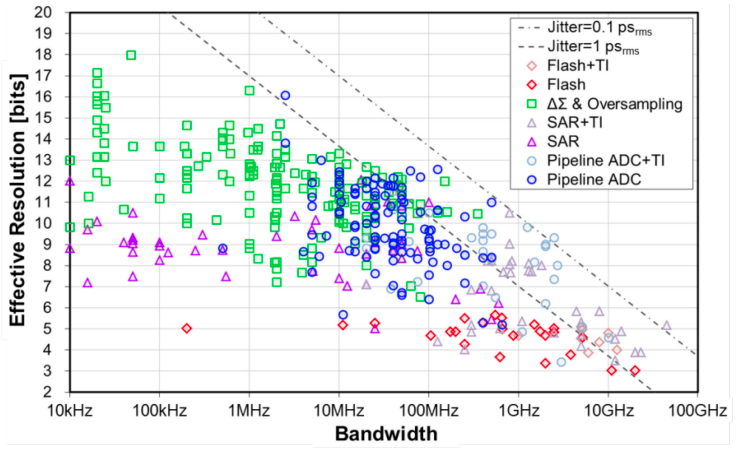 20
19
18
17
16
15
14
13
12
11
10
9
8
7
6
5
4
3
2
Effective Resolution [bits]
Jitter=0.1 psrms
Jitter=1 psrms
Flash+TI
Flash
ΔΣ & Oversampling
SAR+TI
SAR
Pipeline ADC+TI
Pipeline ADC
10kHz 100kHz 1MHz 10MHz 100MHz 1GHz 10GHz 100GHz
Bandwidth